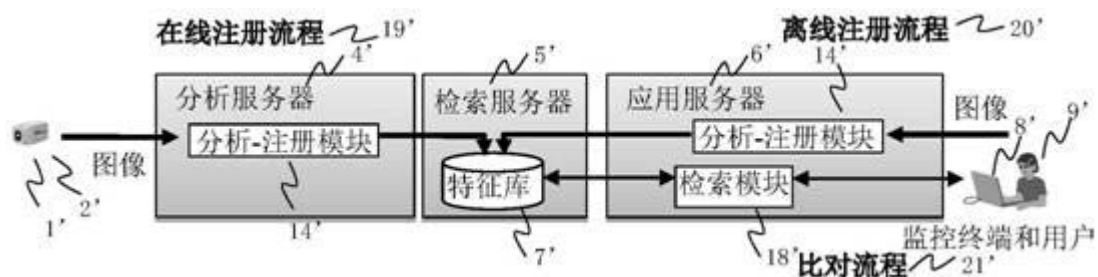 在线注册流程 19’
离线注册流程 20’
4’
5’
6’
14’
分析服务器
检索服务器
应用服务器
图像
8’
9’
分析-注册模块
分析-注册模块
图像
特征库
检索模块
1’
2’
14’
7’
18’
监控终端和用户
比对流程 21’